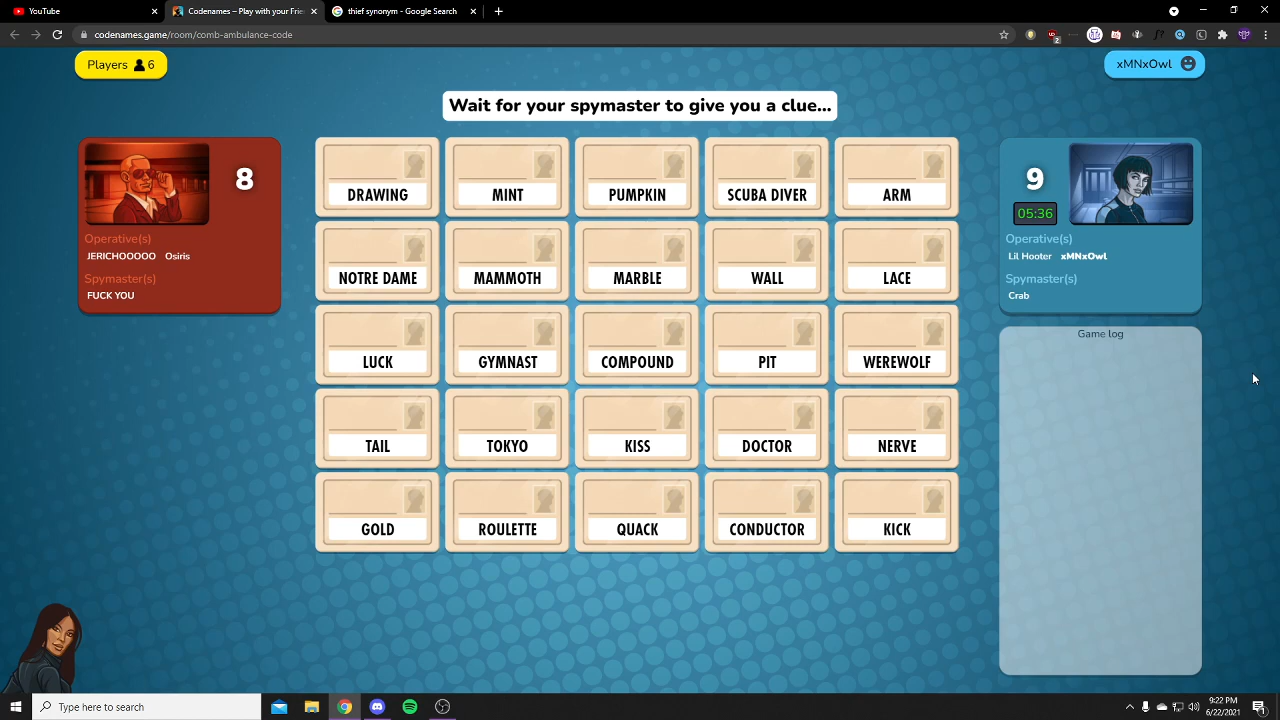 YouTube
Codenames – Play with your Frie
thief synonym - Google Search
codenames.game/room/comb-ambulance-code
Players 6
xMNxOwl
Wait for your spymaster to give you a clue...
8
Operative(s)
JERICHOOOOO Osiris
Spymaster(s)
FUCK YOU
DRAWING MINT PUMPKIN SCUBA DIVER ARM
NOTRE DAME MAMMOTH MARBLE WALL LACE
LUCK GYMNAST COMPOUND PIT WEREWOLF
TAIL TOKYO KISS DOCTOR NERVE
GOLD ROULETTE QUACK CONDUCTOR KICK
9
05:36
Operative(s)
Lil Hooter xMNxOwl
Spymaster(s)
Crab
Game log
Type here to search
9:22 PM
6/22/2021